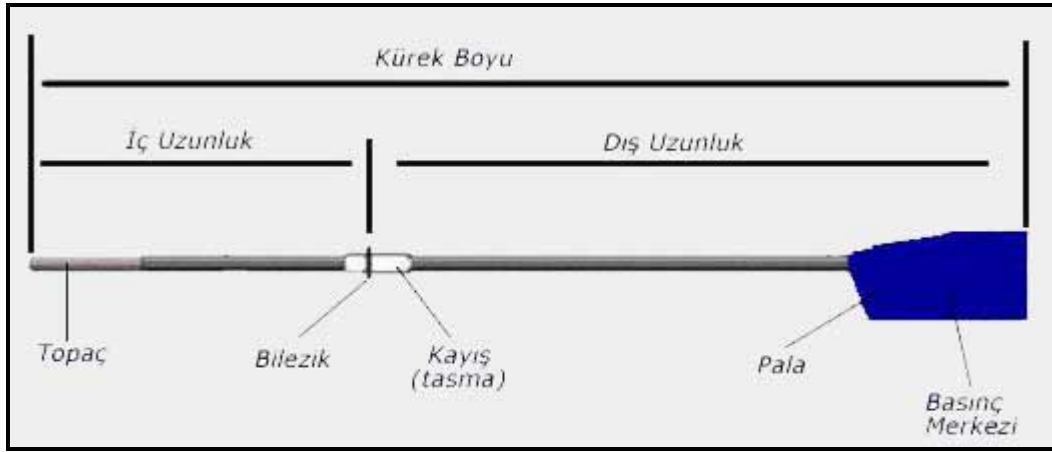 Kürek Boyu
İç Uzunluk
Dış Uzunluk
Topaç
Bilezik
Kayış
(tasma)
Pala
Basınç
Merkezi